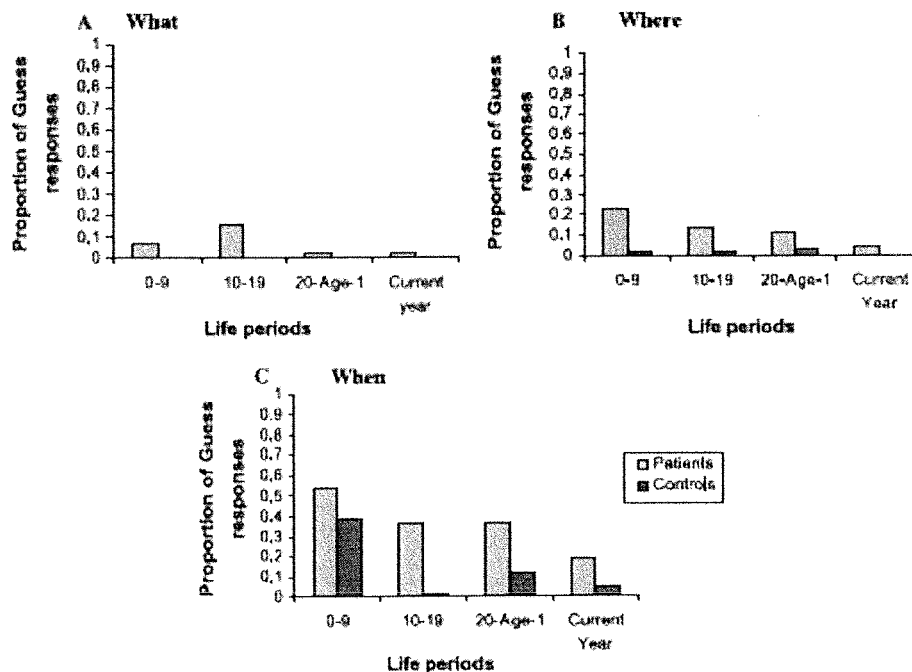 A What
Proportion of Guess
responses
1
0,9
0,8
0,7
0,6
0,5
0,4
0,3
0,2
0,1
0
0-9 10-19 20-Age-1 Current
year
Life periods
B Where
Proportion of Guess
responses
1
0,9
0,8
0,7
0,6
0,5
0,4
0,3
0,2
0,1
0
0-9 10-19 20-Age-1 Current
Year
Life periods
C When
Proportion of Guess
responses
1
0,9
0,8
0,7
0,6
0,5
0,4
0,3
0,2
0,1
0
0-9 10-19 20-Age-1 Current
Year
Life periods
Patients
Controls